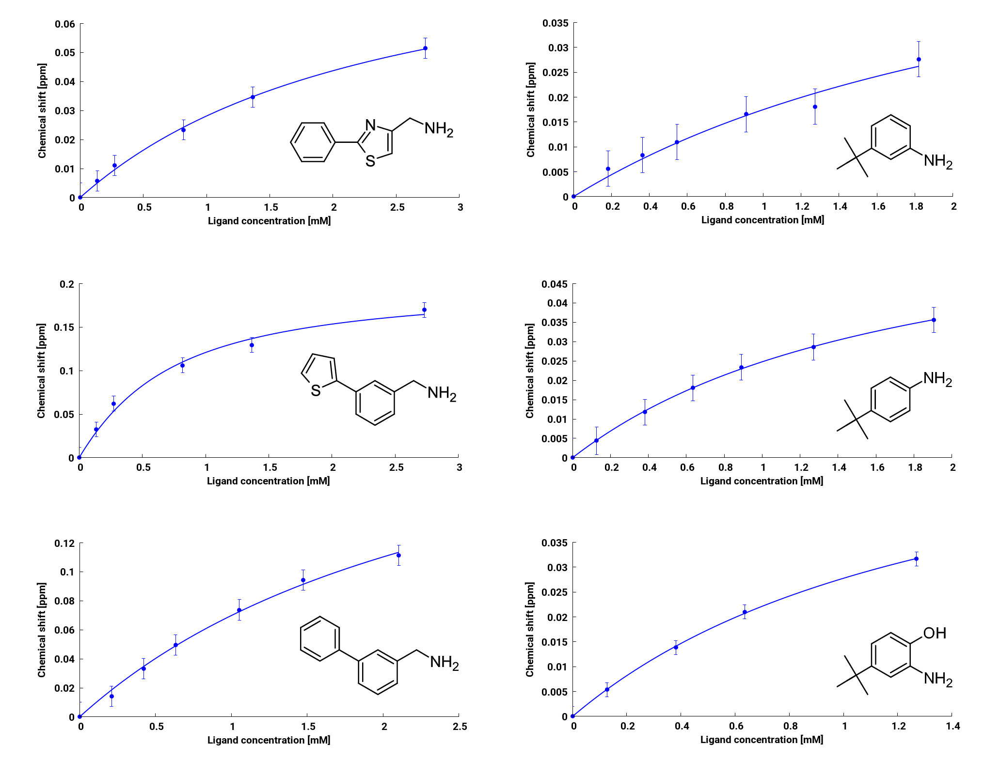 0.06
0.05
0.04
0.03
0.02
0.01
0
Chemical shift [ppm]
N
S
NH2
0 0.5 1 1.5 2 2.5 3
Ligand concentration [mM]
0.035
0.03
0.025
0.02
0.015
0.01
0.005
0
Chemical shift [ppm]
NH2
0 0.2 0.4 0.6 0.8 1 1.2 1.4 1.6 1.8 2
Ligand concentration [mM]
0.2
0.15
0.1
0.05
0
Chemical shift [ppm]
S
NH2
0 0.5 1 1.5 2 2.5 3
Ligand concentration [mM]
0.045
0.04
0.035
0.03
0.025
0.02
0.015
0.01
0.005
0
Chemical shift [ppm]
NH2
0 0.2 0.4 0.6 0.8 1 1.2 1.4 1.6 1.8 2
Ligand concentration [mM]
0.12
0.1
0.08
0.06
0.04
0.02
0
Chemical shift [ppm]
NH2
0 0.5 1 1.5 2 2.5
Ligand concentration [mM]
0.035
0.03
0.025
0.02
0.015
0.01
0.005
0
Chemical shift [ppm]
OH
NH2
0 0.2 0.4 0.6 0.8 1 1.2 1.4
Ligand concentration [mM]